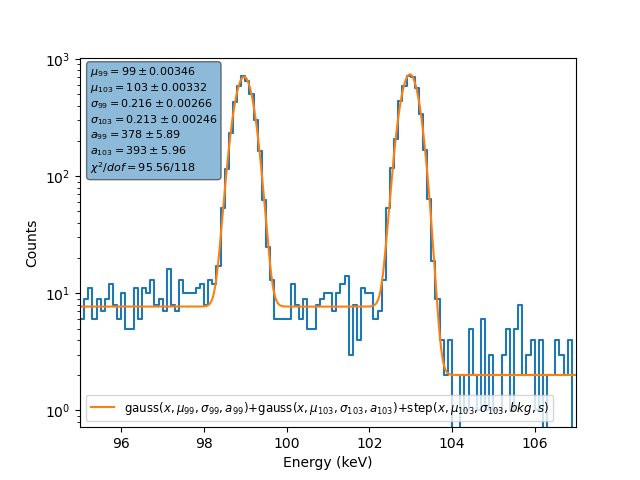 10³
10²
10¹
10⁰
Counts
μ₉₉ = 99 ± 0.00346
μ₁₀₃ = 103 ± 0.00332
σ₉₉ = 0.216 ± 0.00266
σ₁₀₃ = 0.213 ± 0.00246
a₉₉ = 378 ± 5.89
a₁₀₃ = 393 ± 5.96
χ²/dof = 95.56/118
gauss(x, μ₉₉, σ₉₉, a₉₉)+gauss(x, μ₁₀₃, σ₁₀₃, a₁₀₃)+step(x, μ₁₀₃, σ₁₀₃, bkg, s)
96 98 100 102 104 106
Energy (keV)